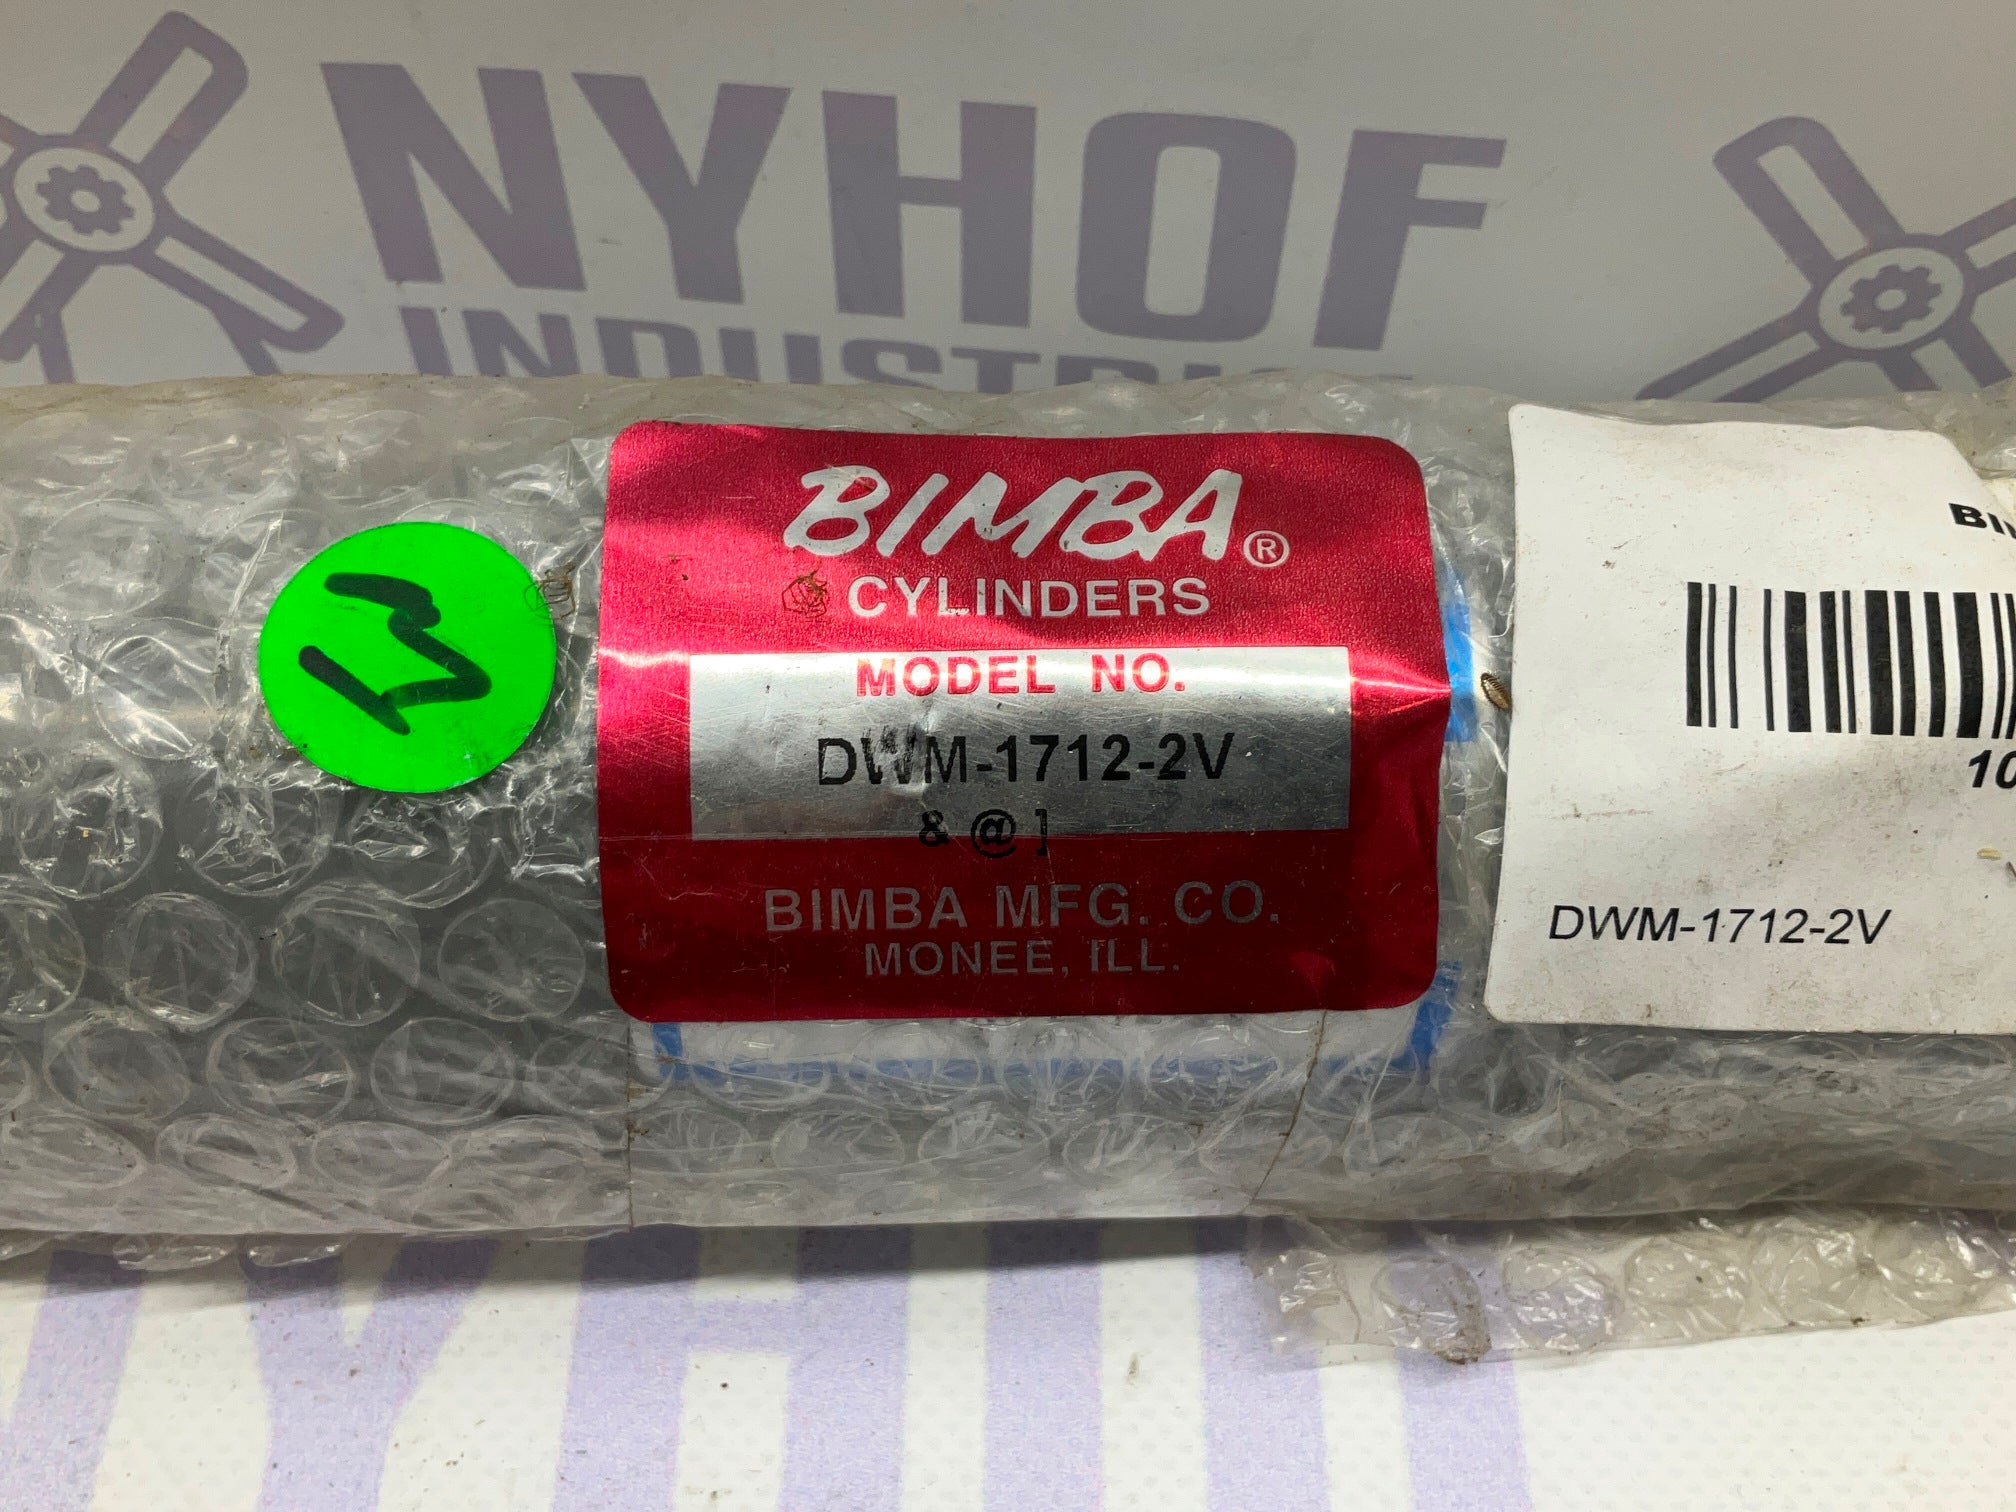 NYHOF
BIMBA®
CYLINDERS
MODEL NO.
DWM-1712-2V
& @ ]
BIMBA MFG. CO.
MONEE, ILL.
DWM-1712-2V